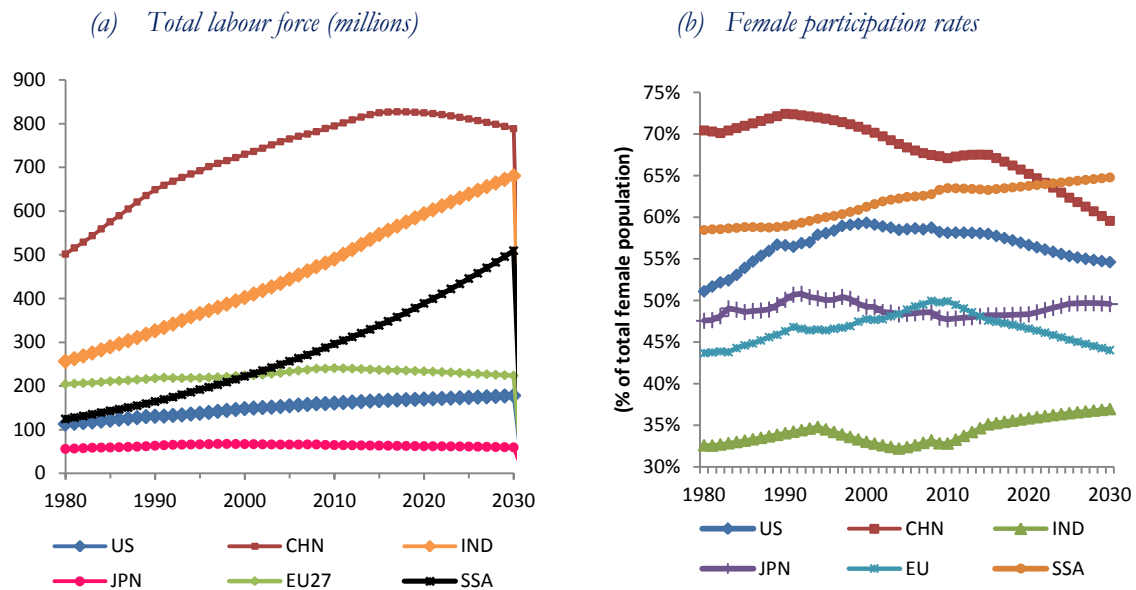 (a) Total labour force (millions)
900
800
700
600
500
400
300
200
100
0
1980 1990 2000 2010 2020 2030
US CHN IND
JPN EU27 SSA
(b) Female participation rates
(% of total female population)
75%
70%
65%
60%
55%
50%
45%
40%
35%
30%
1980 1990 2000 2010 2020 2030
US CHN IND
JPN EU SSA